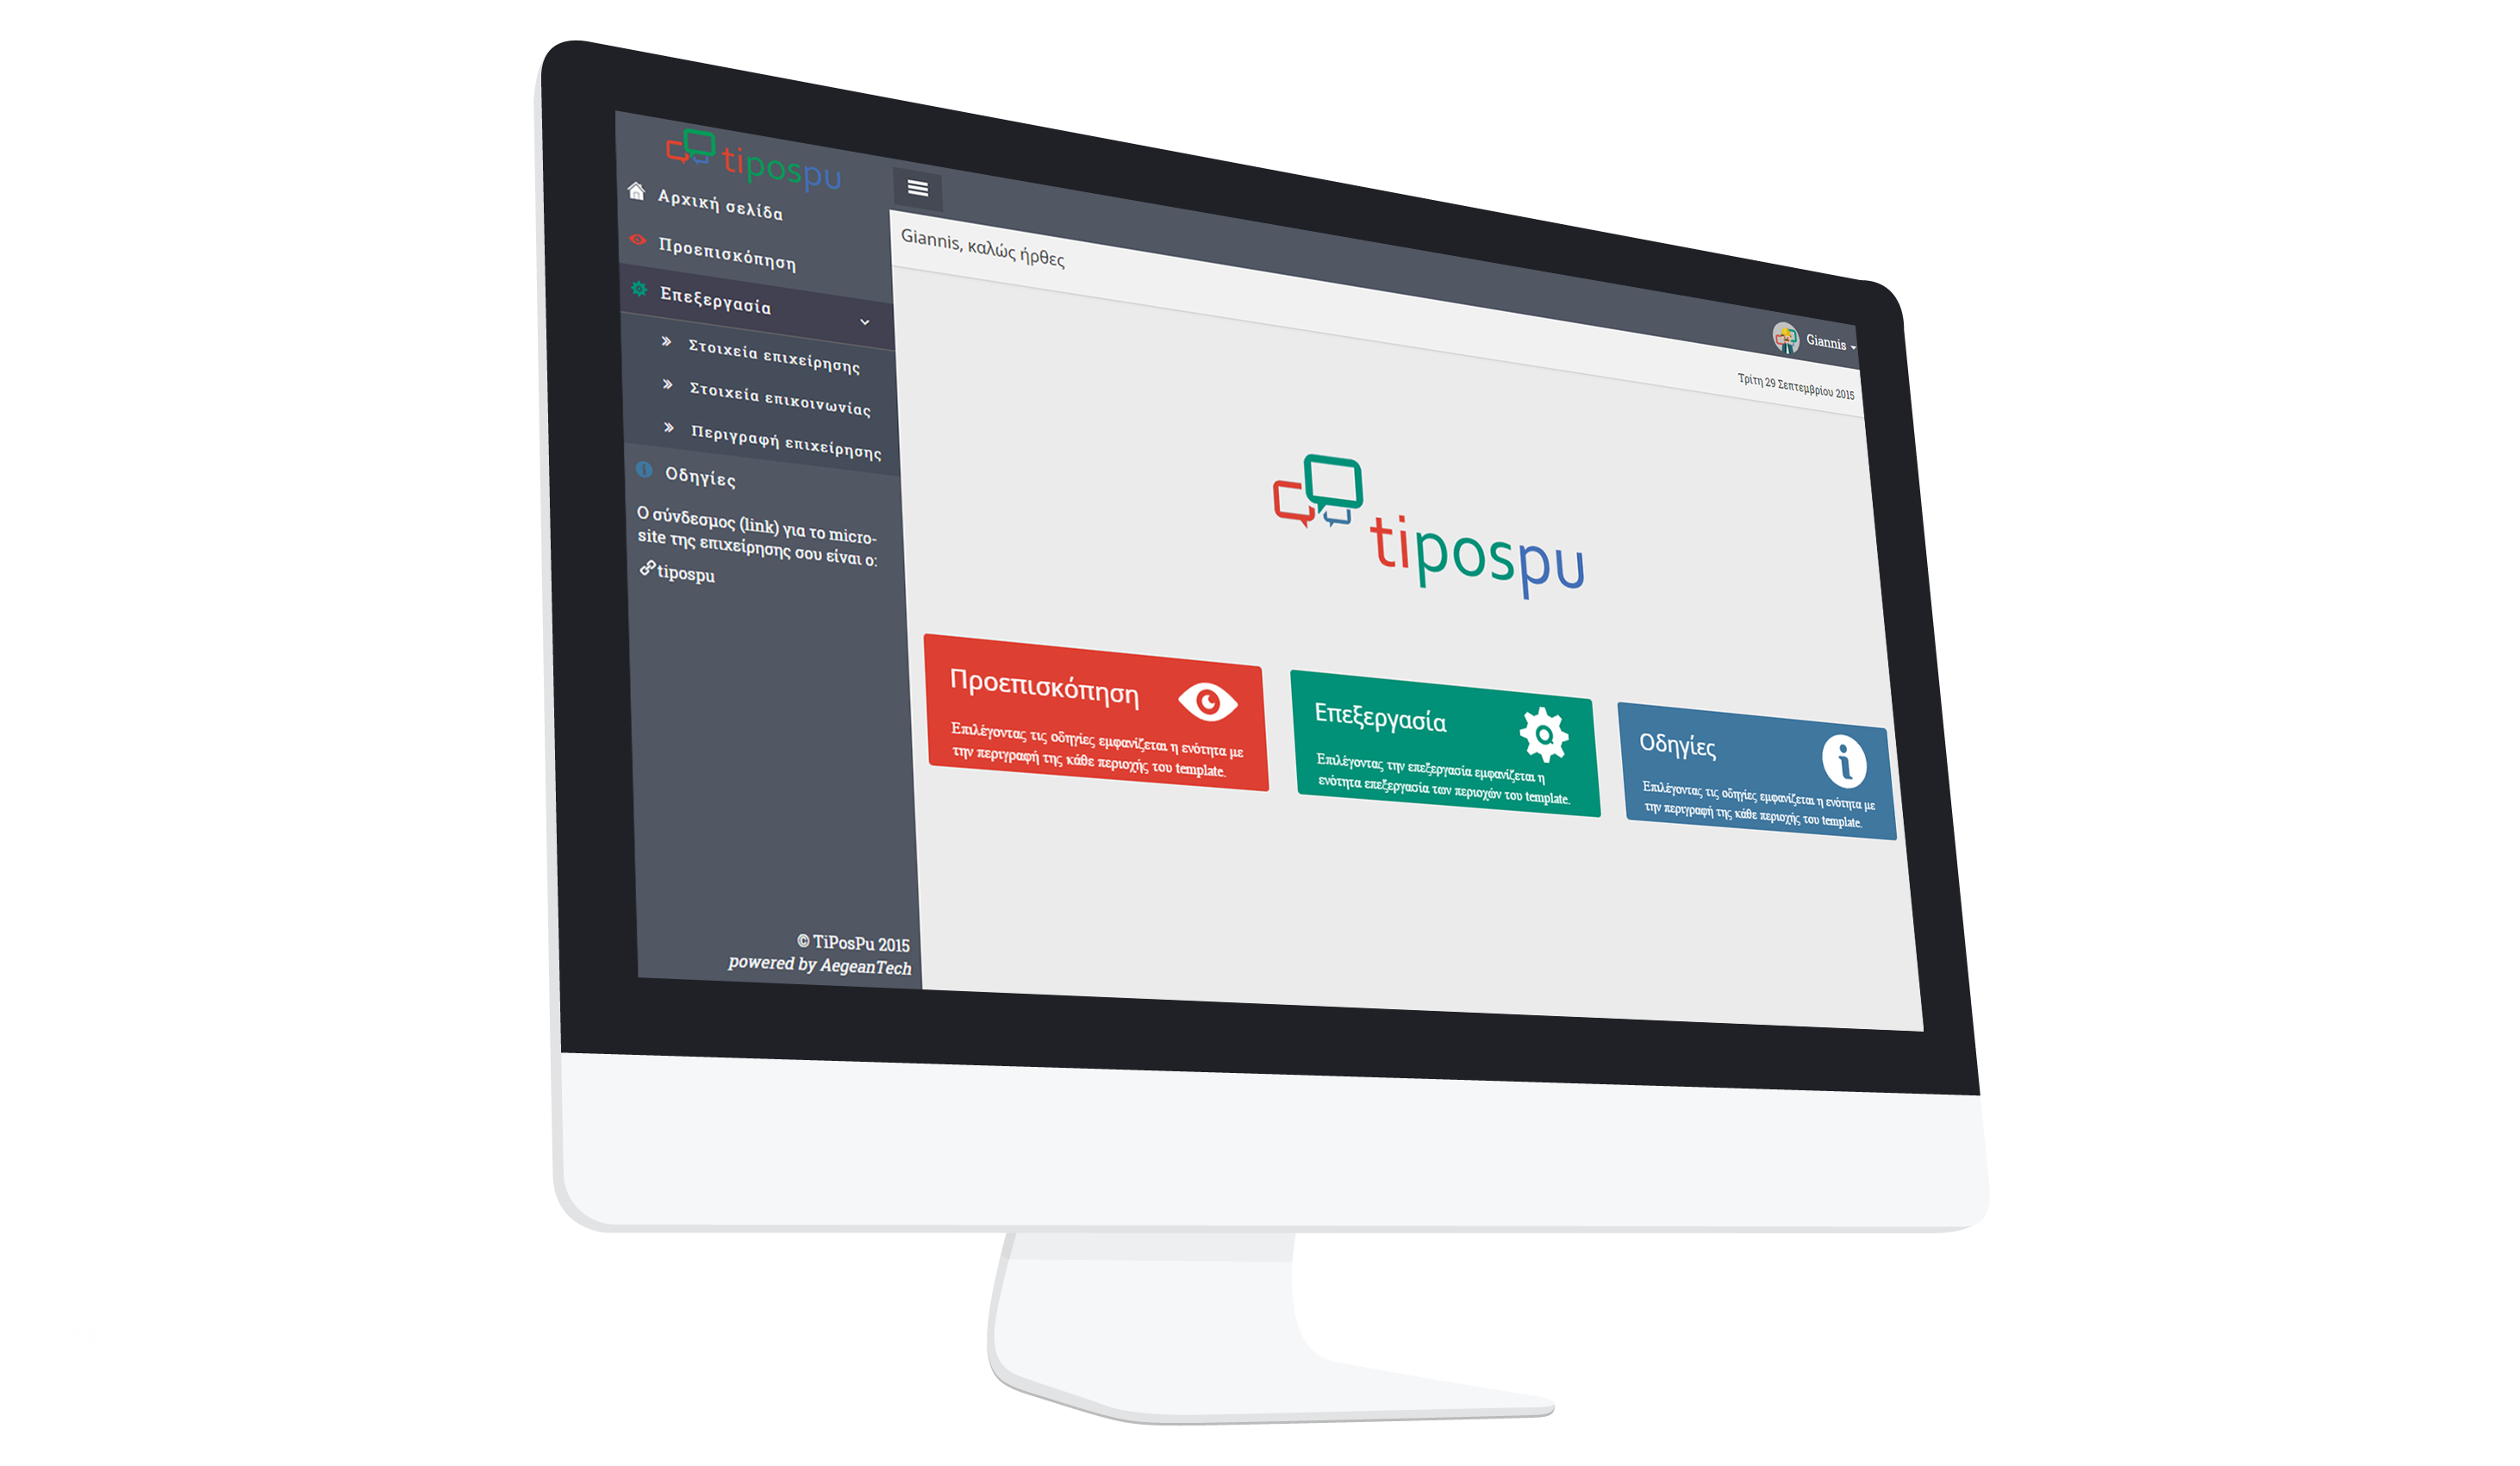 tipospu
Αρχική σελίδα
Προεπισκόπηση
Επεξεργασία
Στοιχεία επιχείρησης
Στοιχεία επικοινωνίας
Περιγραφή επιχείρησης
Οδηγίες
Ο σύνδεσμος (link) για το micro-
site της επιχείρησης σου είναι ο:
tipospu
© TiPosPu 2015
powered by AegeanTech
Giannis
Giannis, καλώς ήρθες
Τρίτη 29 Σεπτεμβρίου 2015
tipospu
Προεπισκόπηση
Επιλέγοντας τις οδηγίες εμφανίζεται η ενότητα με
την περιγραφή της κάθε περιοχής του template.
Επεξεργασία
Επιλέγοντας την επεξεργασία εμφανίζεται η
ενότητα επεξεργασία των περιοχών του template.
Οδηγίες
Επιλέγοντας τις οδηγίες εμφανίζεται η ενότητα με
την περιγραφή της κάθε περιοχής του template.